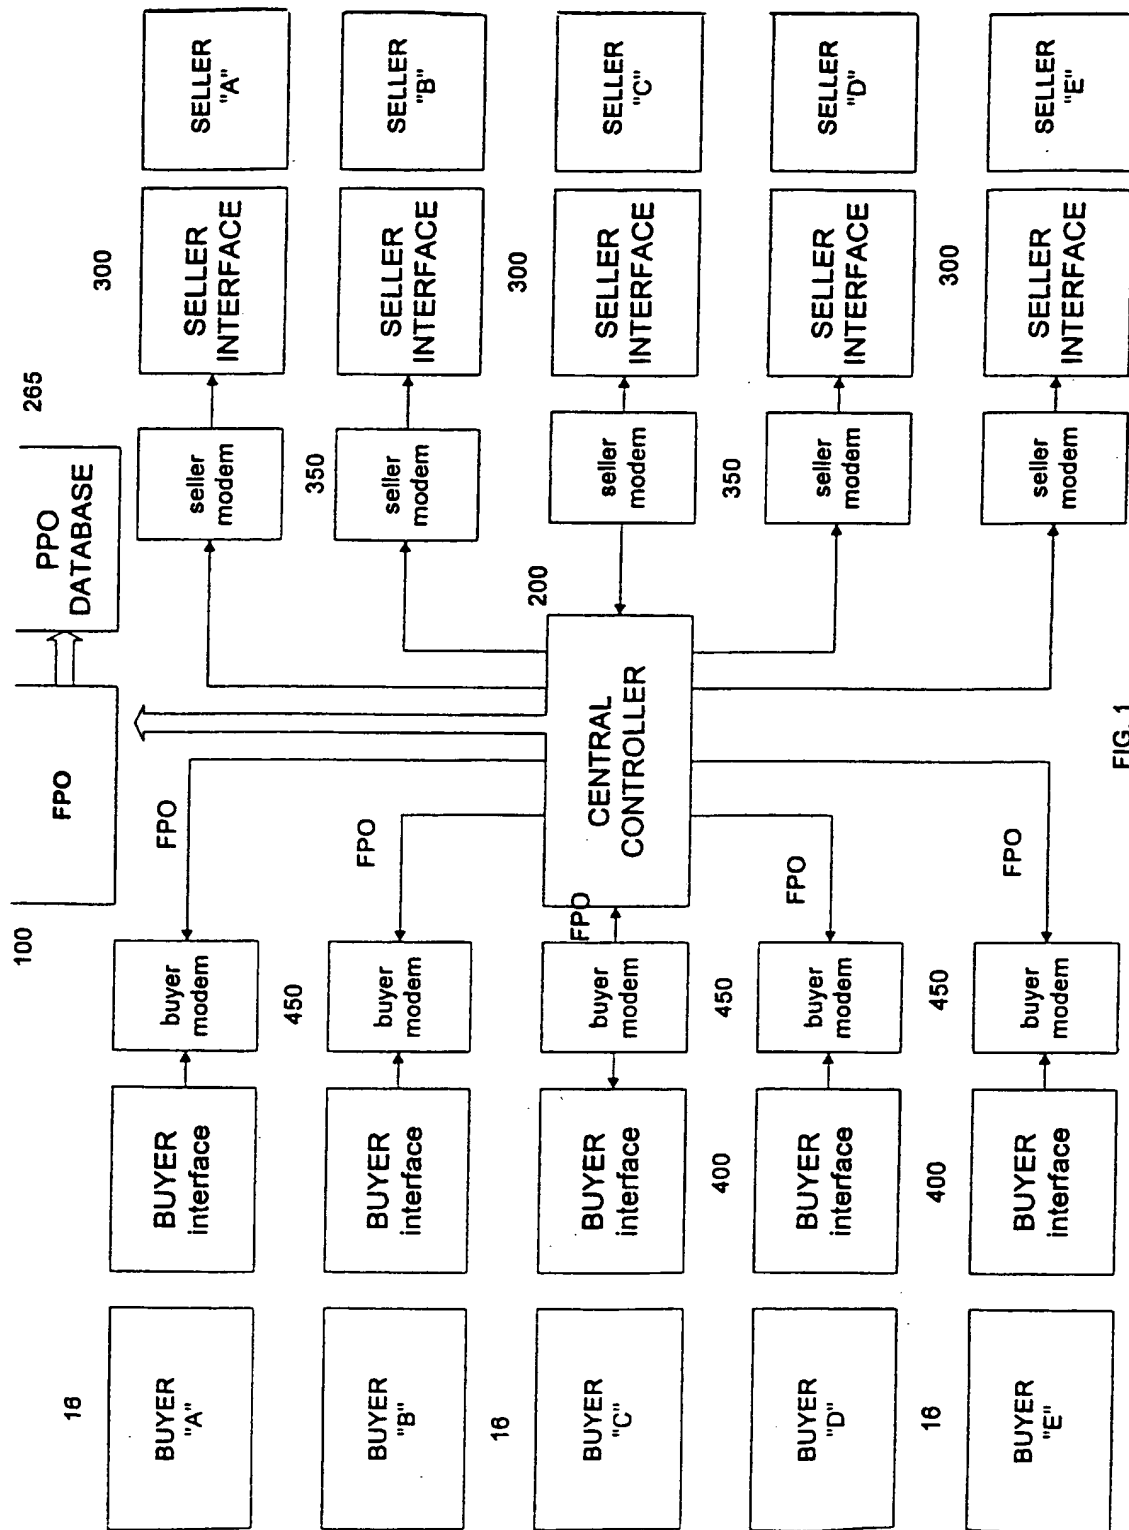 100
265
FPO
PPO
DATABASE
16
300
BUYER
"A"
BUYER
interface
buyer
modem
FPO
seller
modem
SELLER
INTERFACE
SELLER
"A"
450
350
BUYER
"B"
BUYER
interface
buyer
modem
FPO
seller
modem
SELLER
INTERFACE
SELLER
"B"
16
200
300
BUYER
"C"
BUYER
interface
buyer
modem
FPO
CENTRAL
CONTROLLER
seller
modem
SELLER
INTERFACE
SELLER
"C"
400
450
350
BUYER
"D"
BUYER
interface
buyer
modem
FPO
seller
modem
SELLER
INTERFACE
SELLER
"D"
16
400
450
300
BUYER
"E"
BUYER
interface
buyer
modem
FPO
seller
modem
SELLER
INTERFACE
SELLER
"E"
FIG. 1